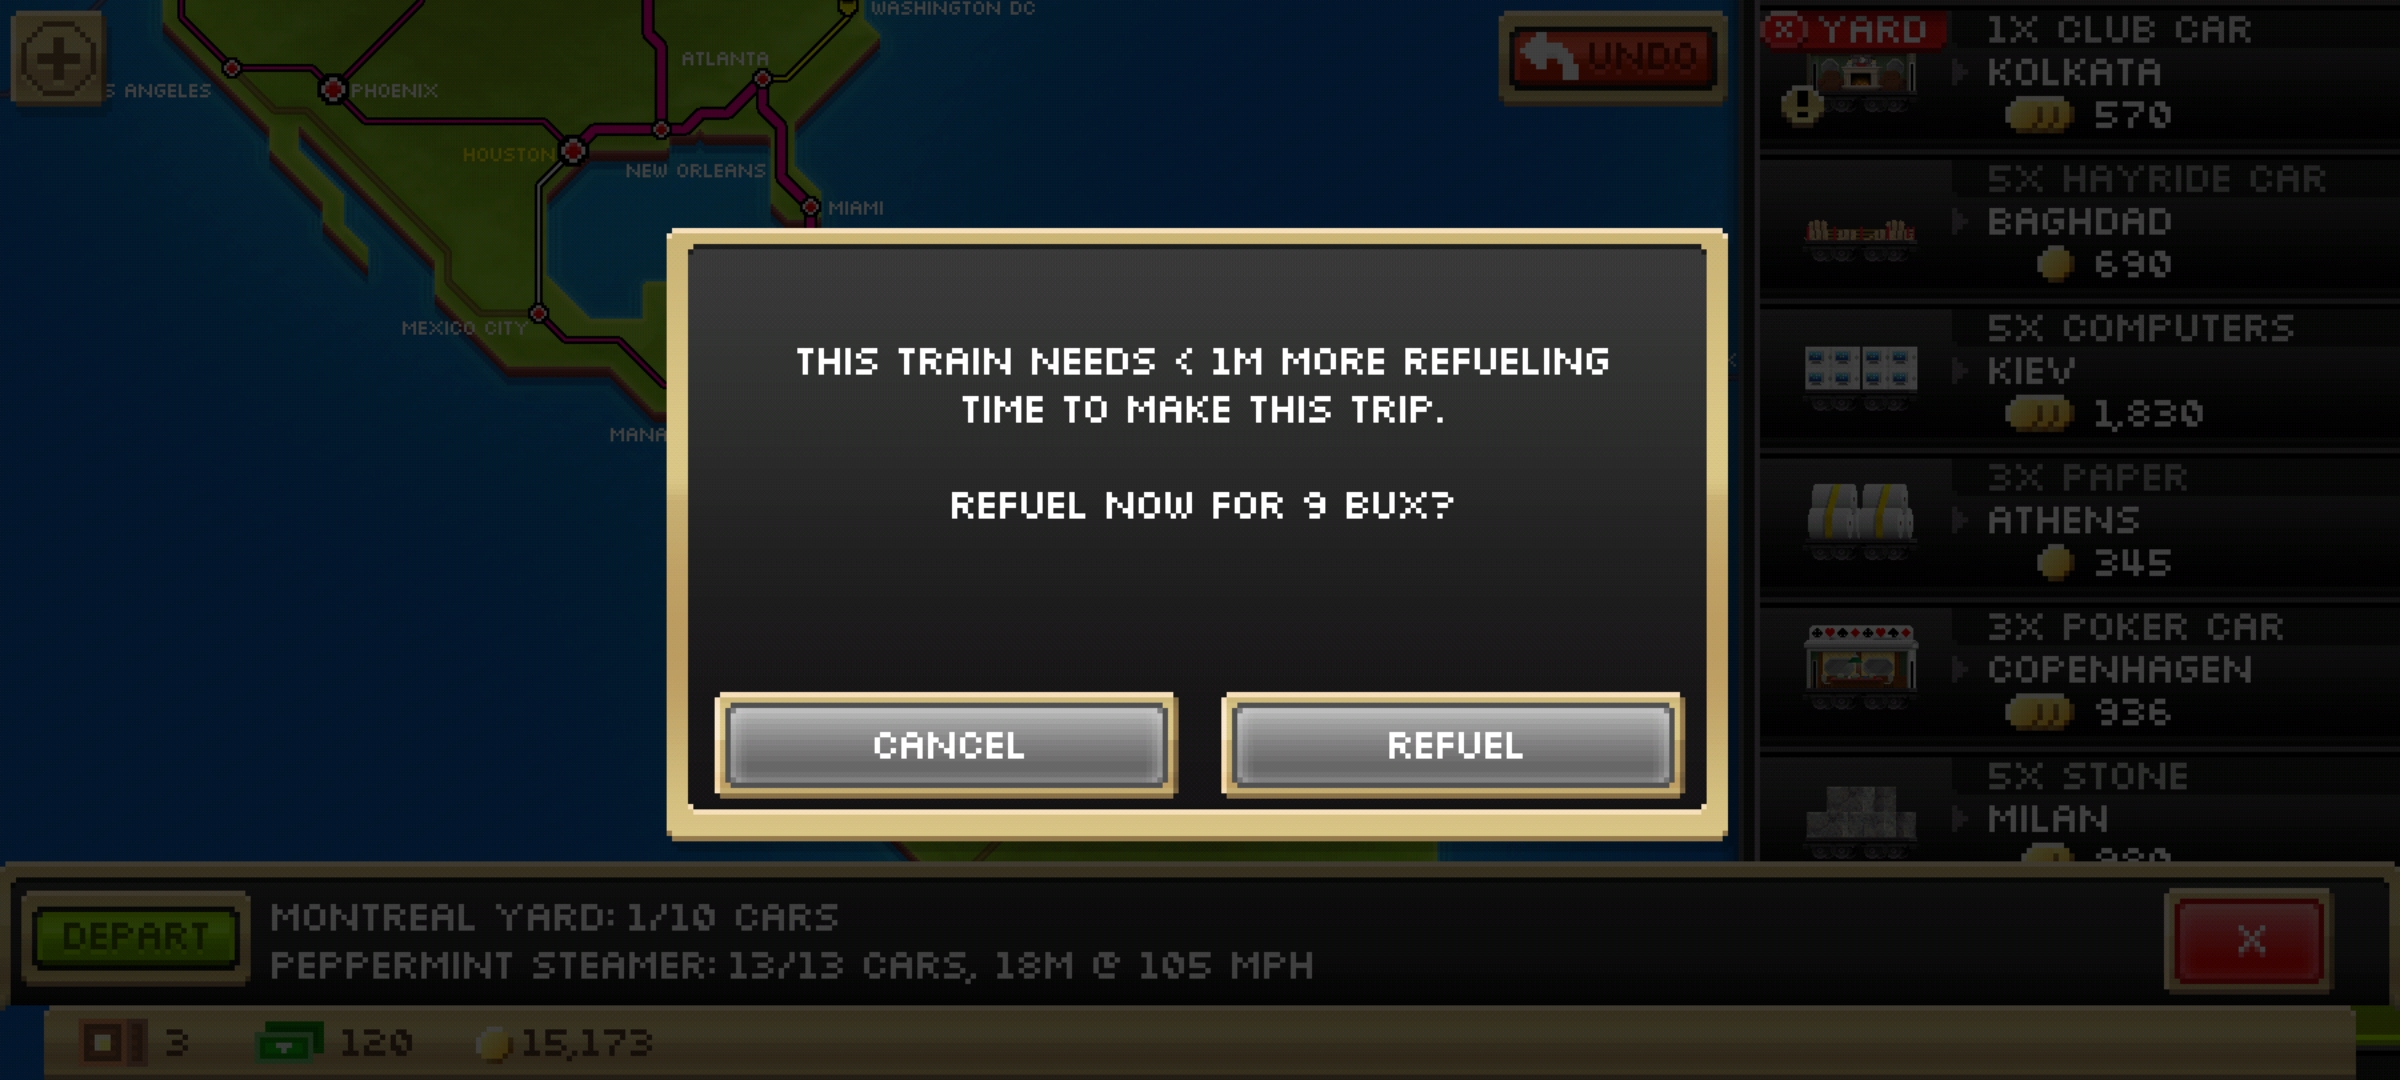 WASHINGTON DC
ATLANTA
S ANGELES
PHOENIX
HOUSTON
NEW ORLEANS
MIAMI
MEXICO CITY
MANA
UNDO
YARD
1X CLUB CAR
KOLKATA
570
5X HAYRIDE CAR
BAGHDAD
690
5X COMPUTERS
KIEV
1,830
3X PAPER
ATHENS
345
3X POKER CAR
COPENHAGEN
936
5X STONE
MILAN
THIS TRAIN NEEDS < 1M MORE REFUELING
TIME TO MAKE THIS TRIP.
REFUEL NOW FOR 9 BUX?
CANCEL
REFUEL
DEPART
MONTREAL YARD: 1/10 CARS
PEPPERMINT STEAMER: 13/13 CARS, 18M @ 105 MPH
X
3
120
15,173